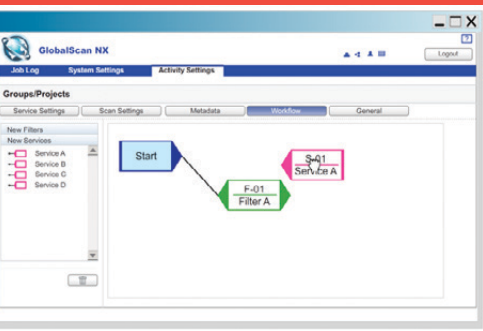 GlobalScan NX
?
Logout
Job Log System Settings Activity Settings
Groups/Projects
Service Settings Scan Settings Metadata Workflow General
New Filters
New Services
Service A
Service B
Service C
Service D
Start
S-01
Service A
F-01
Filter A